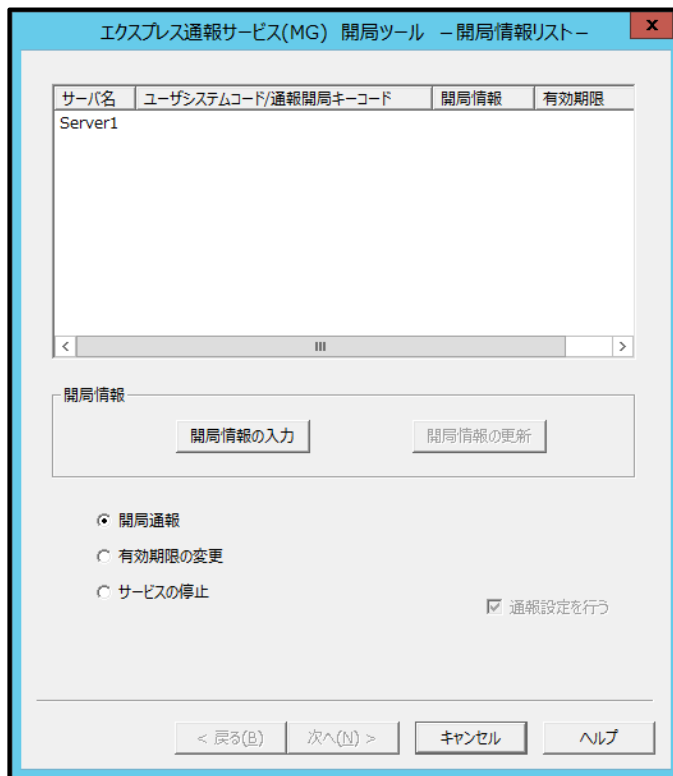 エクスプレス通報サービス(MG) 開局ツール －開局情報リスト－ x
サーバ名 ユーザシステムコード/通報開局キーコード 開局情報 有効期限
Server1
開局情報
開局情報の入力 開局情報の更新
開局通報
有効期限の変更
サービスの停止
通報設定を行う
< 戻る(B) 次へ(N) > キャンセル ヘルプ